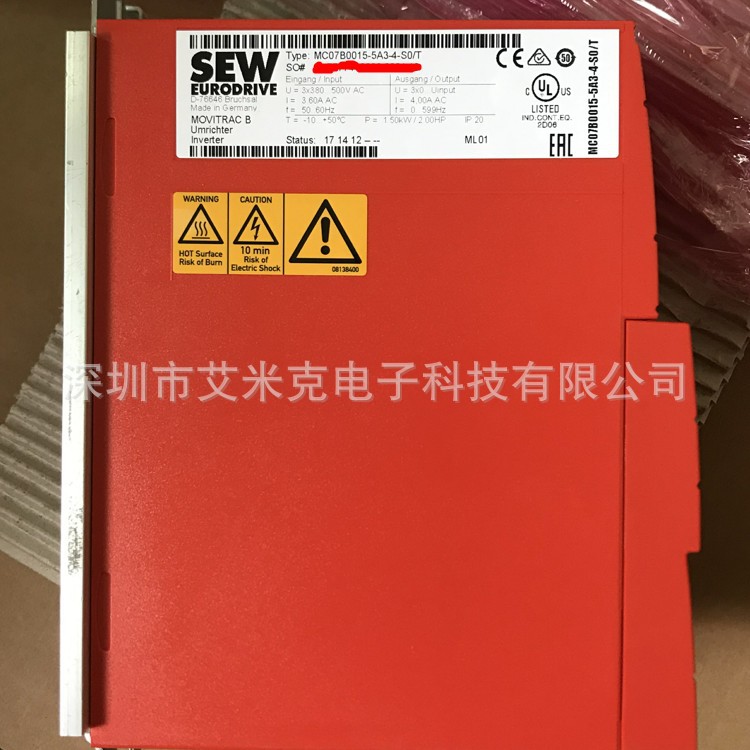 SEW
EURODRIVE
D-76646 Bruchsal
Made in Germany
MOVITRAC B
Umrichter
Inverter
Type: MC07B0015-5A3-4-S0/T
SO#
Eingang / Input
U = 3x380...500V AC
I = 3.60A AC
f = 50..60Hz
T = -10...+50°C
Ausgang / Output
U = 3x0...Uinput
I = 4.00A AC
f = 0...599Hz
P = 1.50kW / 2.00HP
IP 20
Status: 17 14 12 -- --
ML01
CE
50
C UL US
LISTED
IND.CONT.EQ.
2D06
EAC
MC07B0015-5A3-4-S0/T
WARNING
HOT Surface
Risk of Burn
CAUTION
10 min
Risk of
Electric Shock
08138400
深圳市艾米克电子科技有限公司